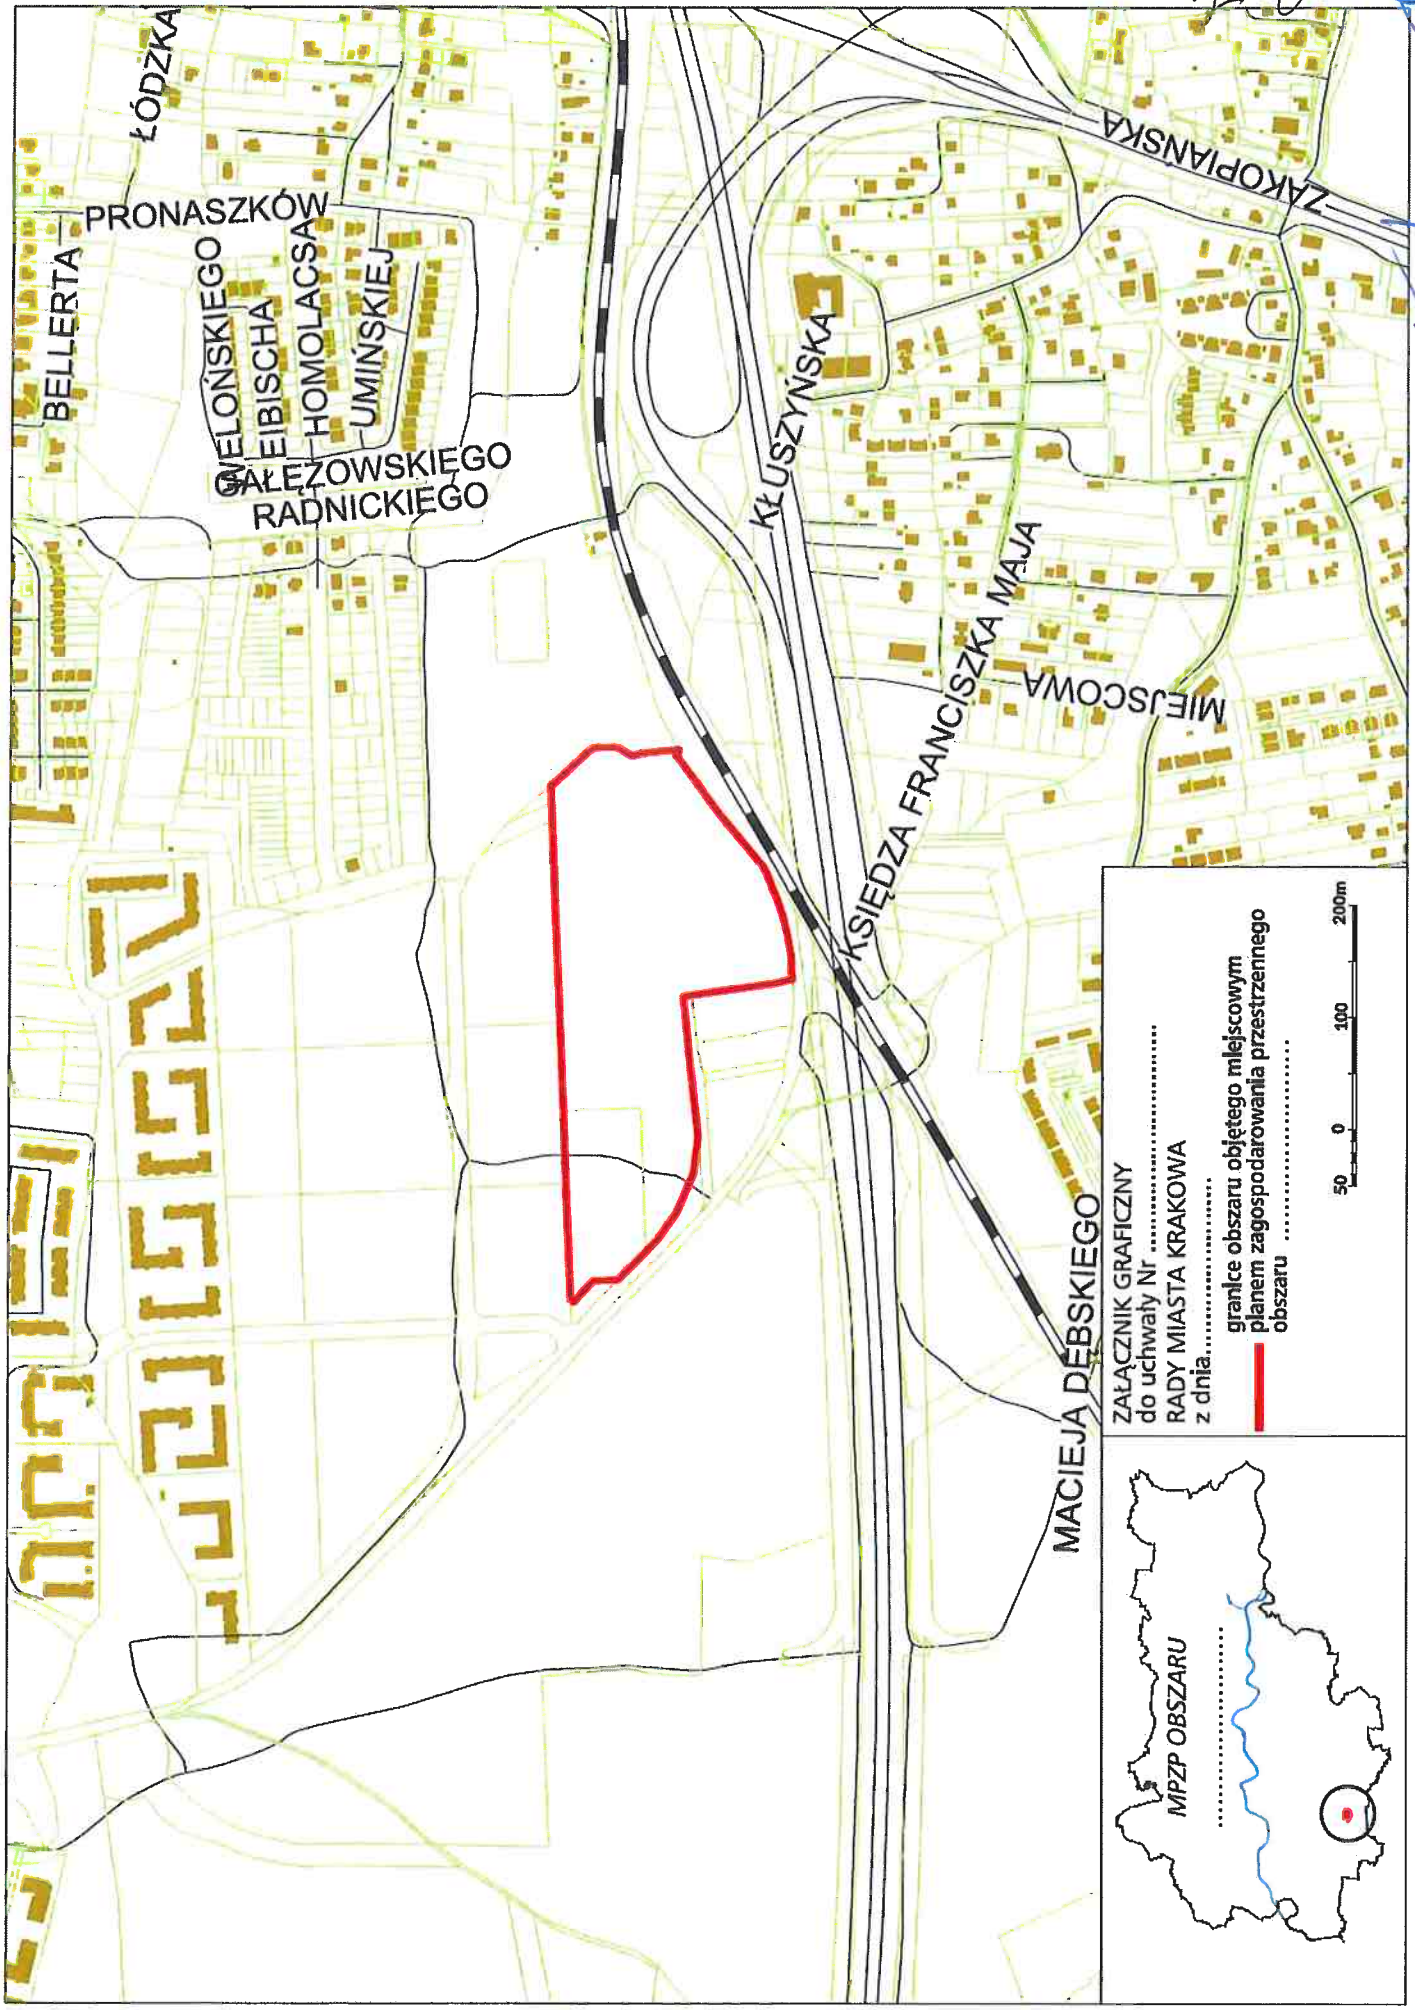 ŁÓDZKA
PRONASZKÓW
BELLERTA
WELOŃSKIEGO
EIBISCHA
HOMOLACSA
UMIŃSKIEJ
GAŁĘZOWSKIEGO
RADNICKIEGO
ZAKOPIAŃSKA
KŁUSZYŃSKA
KSIĘDZA FRANCISZKA MAJA
MIEJSCOWA
MACIEJA DĘBSKIEGO
ZAŁĄCZNIK GRAFICZNY
do uchwały Nr ........................
RADY MIASTA KRAKOWA
z dnia........................
granice obszaru objętego miejscowym
planem zagospodarowania przestrzennego
obszaru ........................
50 0 100 200m
MPZP OBSZARU
........................